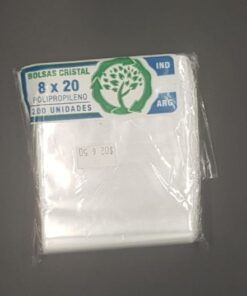 BOLSAS CRISTAL
8 x 20
POLIPROPILENO
200 UNIDADES
IND
ARG